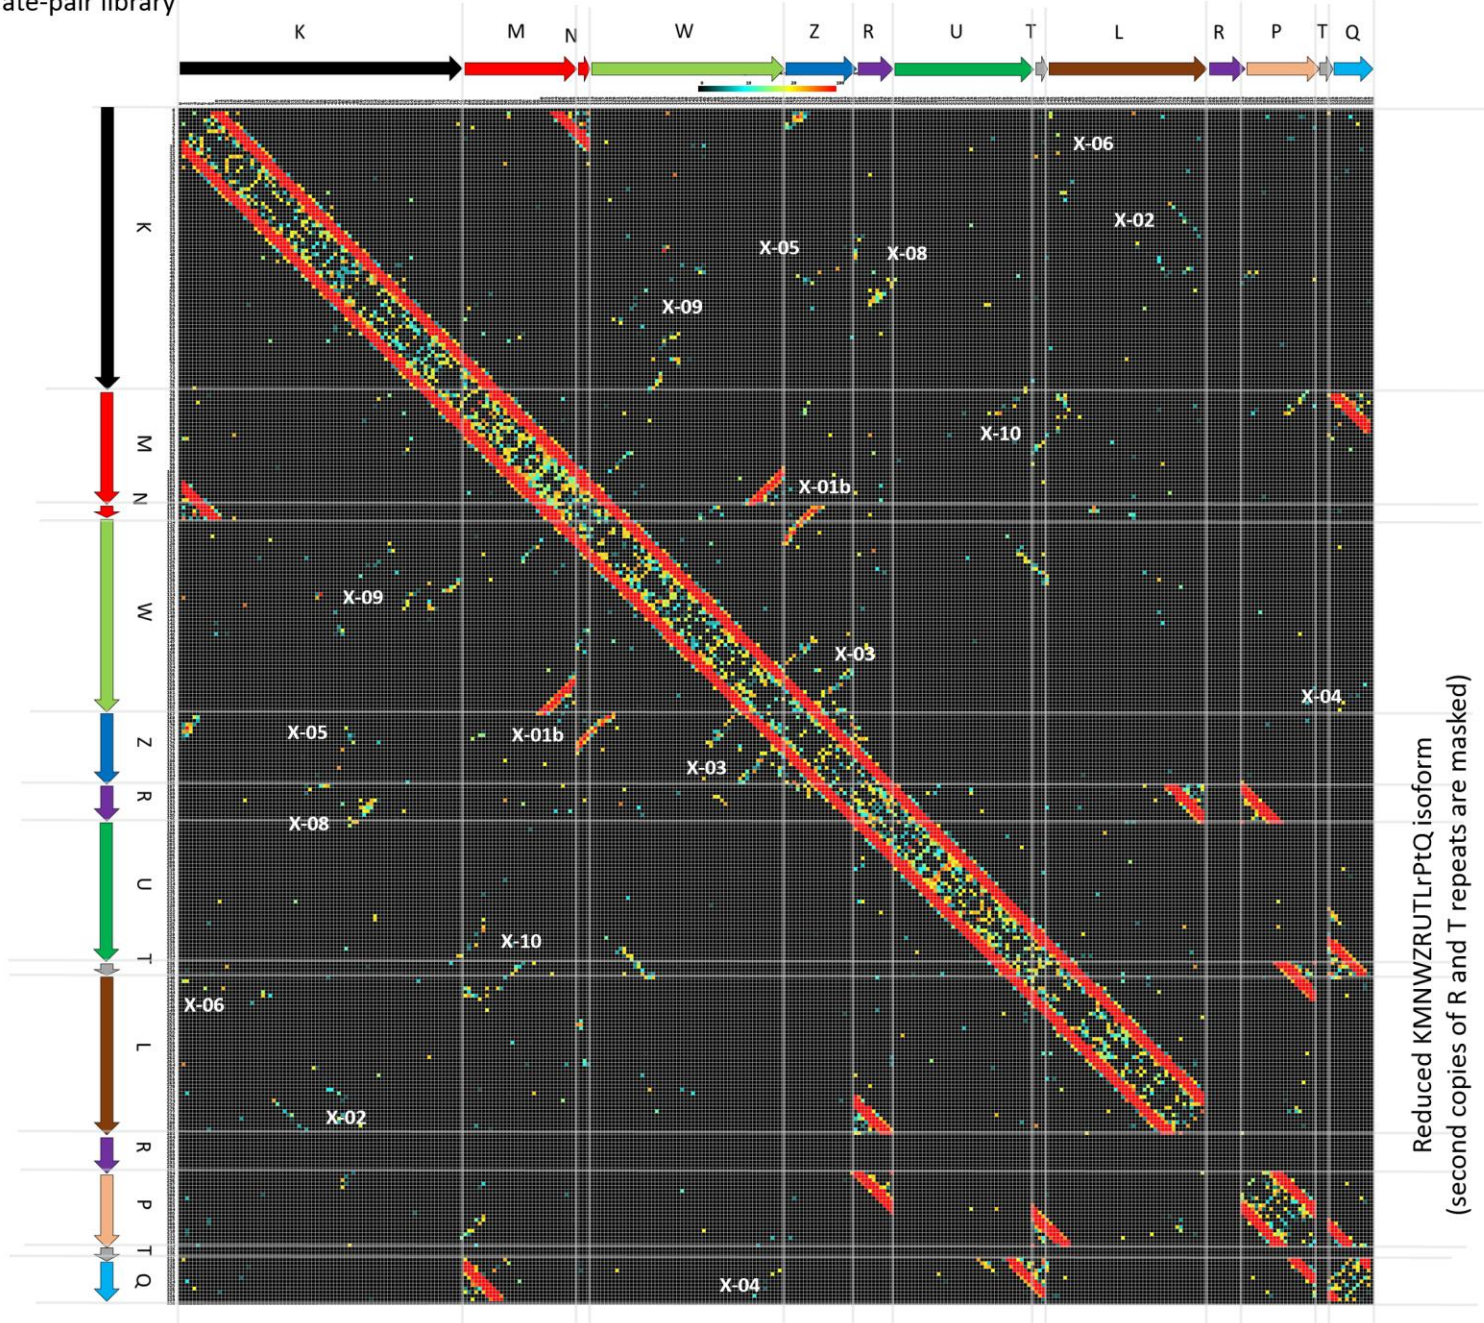 ate-pair library
K M N W Z R U T L R P T Q
K
M
N
W
Z
R
U
T
L
R
P
T
Q
X-06
X-02
X-05
X-08
X-09
X-10
X-01b
X-09
X-03
X-04
X-05
X-01b
X-03
X-08
X-10
X-06
X-02
X-04
Reduced KMNWZRUTLrPtQ isoform
(second copies of R and T repeats are masked)